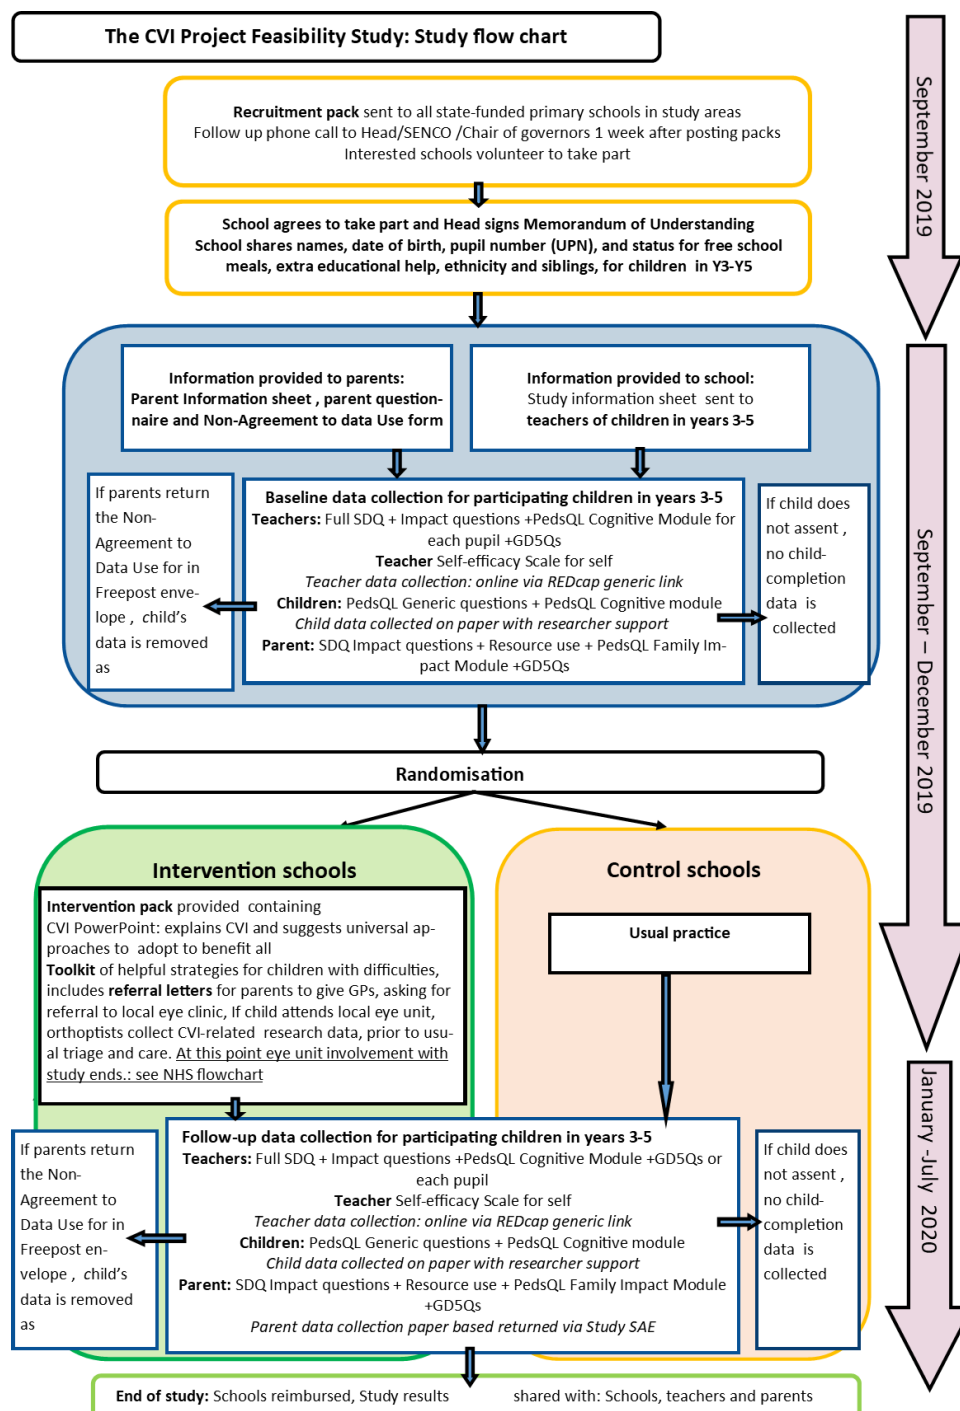 The CVI Project Feasibility Study: Study flow chart
Recruitment pack sent to all state-funded primary schools in study areas
Follow up phone call to Head/SENCO /Chair of governors 1 week after posting packs
Interested schools volunteer to take part
School agrees to take part and Head signs Memorandum of Understanding
School shares names, date of birth, pupil number (UPN), and status for free school
meals, extra educational help, ethnicity and siblings, for children in Y3-Y5
September 2019
Information provided to parents:
Parent Information sheet , parent question-
naire and Non-Agreement to data Use form
Information provided to school:
Study information sheet sent to
teachers of children in years 3-5
If parents return
the Non-
Agreement to
Data Use for in
Freepost enve-
lope , child's
data is removed
as
Baseline data collection for participating children in years 3-5
Teachers: Full SDQ + Impact questions +PedsQL Cognitive Module for
each pupil +GD5Qs
Teacher Self-efficacy Scale for self
Teacher data collection: online via REDcap generic link
Children: PedsQL Generic questions + PedsQL Cognitive module
Child data collected on paper with researcher support
Parent: SDQ Impact questions + Resource use + PedsQL Family Im-
pact Module +GD5Qs
If child does
not assent ,
no child-
completion
data is
collected
September – December 2019
Randomisation
Intervention schools
Intervention pack provided containing
CVI PowerPoint: explains CVI and suggests universal ap-
proaches to adopt to benefit all
Toolkit of helpful strategies for children with difficulties,
includes referral letters for parents to give GPs, asking for
referral to local eye clinic, If child attends local eye unit,
orthoptists collect CVI-related research data, prior to usu-
al triage and care. At this point eye unit involvement with
study ends.: see NHS flowchart
Control schools
Usual practice
If parents return
the Non-
Agreement to
Data Use for in
Freepost en-
velope , child's
data is removed
as
Follow-up data collection for participating children in years 3-5
Teachers: Full SDQ + Impact questions +PedsQL Cognitive Module +GD5Qs or
each pupil
Teacher Self-efficacy Scale for self
Teacher data collection: online via REDcap generic link
Children: PedsQL Generic questions + PedsQL Cognitive module
Child data collected on paper with researcher support
Parent: SDQ Impact questions + Resource use + PedsQL Family Impact Module
+GD5Qs
Parent data collection paper based returned via Study SAE
If child does
not assent ,
no child-
completion
data is
collected
January -July 2020
End of study: Schools reimbursed, Study results shared with: Schools, teachers and parents